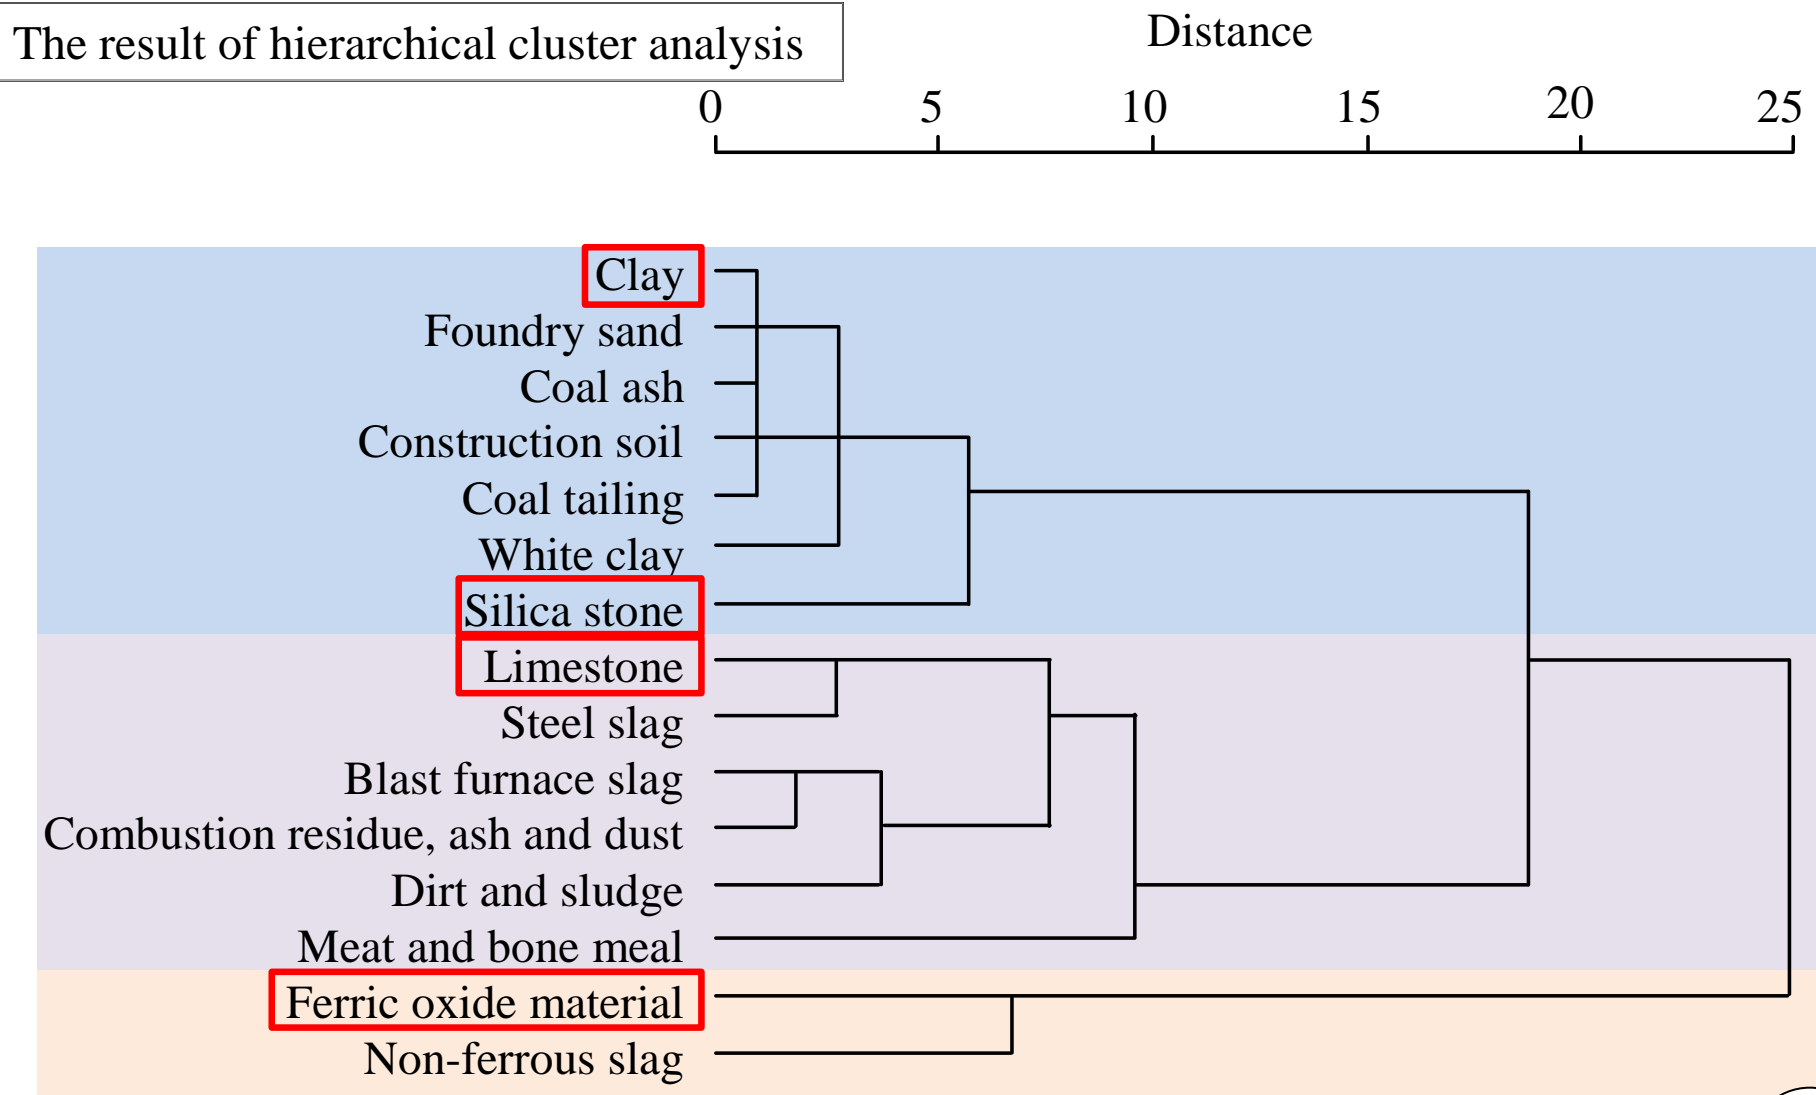 The result of hierarchical cluster analysis
Distance
0 5 10 15 20 25
Clay
Foundry sand
Coal ash
Construction soil
Coal tailing
White clay
Silica stone
Limestone
Steel slag
Blast furnace slag
Combustion residue, ash and dust
Dirt and sludge
Meat and bone meal
Ferric oxide material
Non-ferrous slag